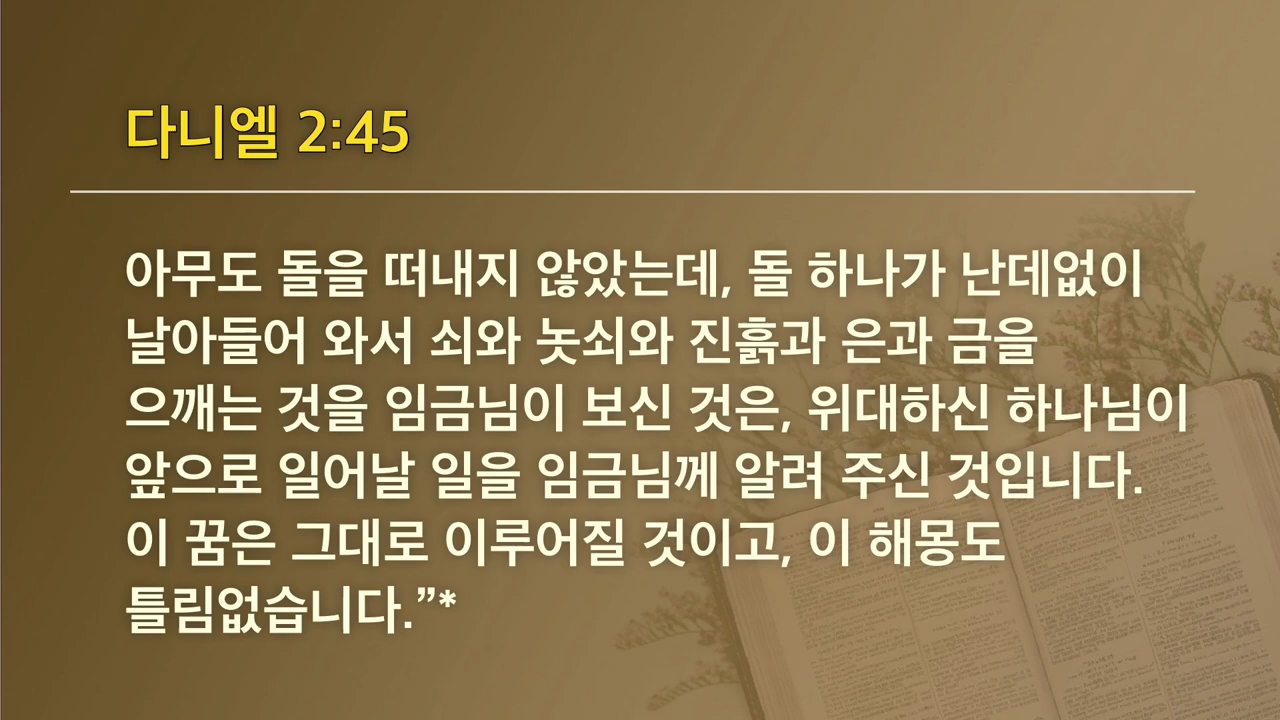 다니엘 2:45
아무도 돌을 떠내지 않았는데, 돌 하나가 난데없이
날아들어 와서 쇠와 놋쇠와 진흙과 은과 금을
으깨는 것을 임금님이 보신 것은, 위대하신 하나님이
앞으로 일어날 일을 임금님께 알려 주신 것입니다.
이 꿈은 그대로 이루어질 것이고, 이 해몽도
틀림없습니다.”*